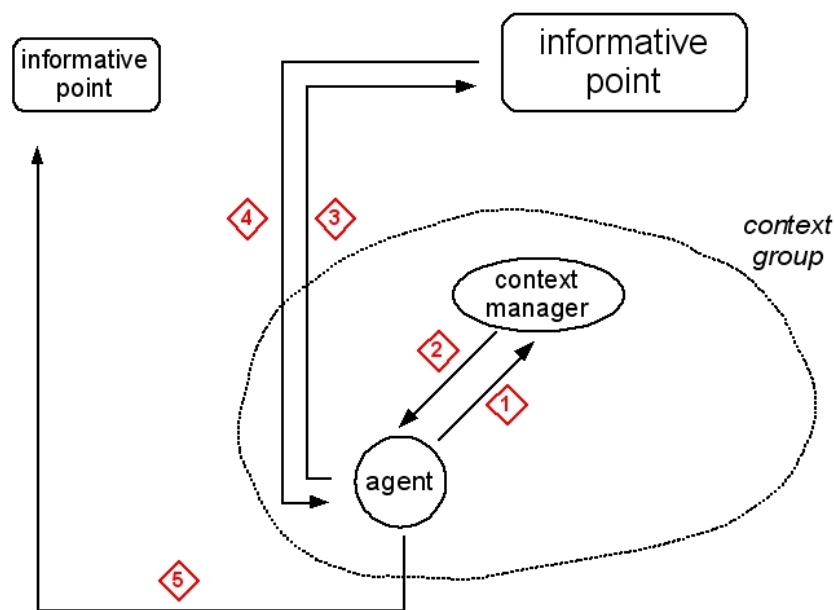 informative
point
informative
point
4
3
context
group
context
manager
2
1
agent
5